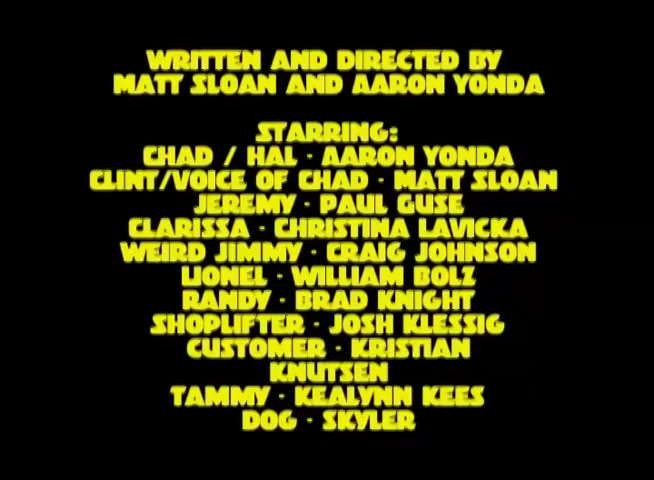 WRITTEN AND DIRECTED BY
MATT SLOAN AND AARON YONDA
STARRING:
CHAD / HAL - AARON YONDA
CLINT/VOICE OF CHAD - MATT SLOAN
JEREMY - PAUL GUSE
CLARISSA - CHRISTINA LAVICKA
WEIRD JIMMY - CRAIG JOHNSON
LIONEL - WILLIAM BOLZ
RANDY - BRAD KNIGHT
SHOPLIFTER - JOSH KLESSIG
CUSTOMER - KRISTIAN
KNUTSEN
TAMMY - KEALYNN KEES
DOG - SKYLER